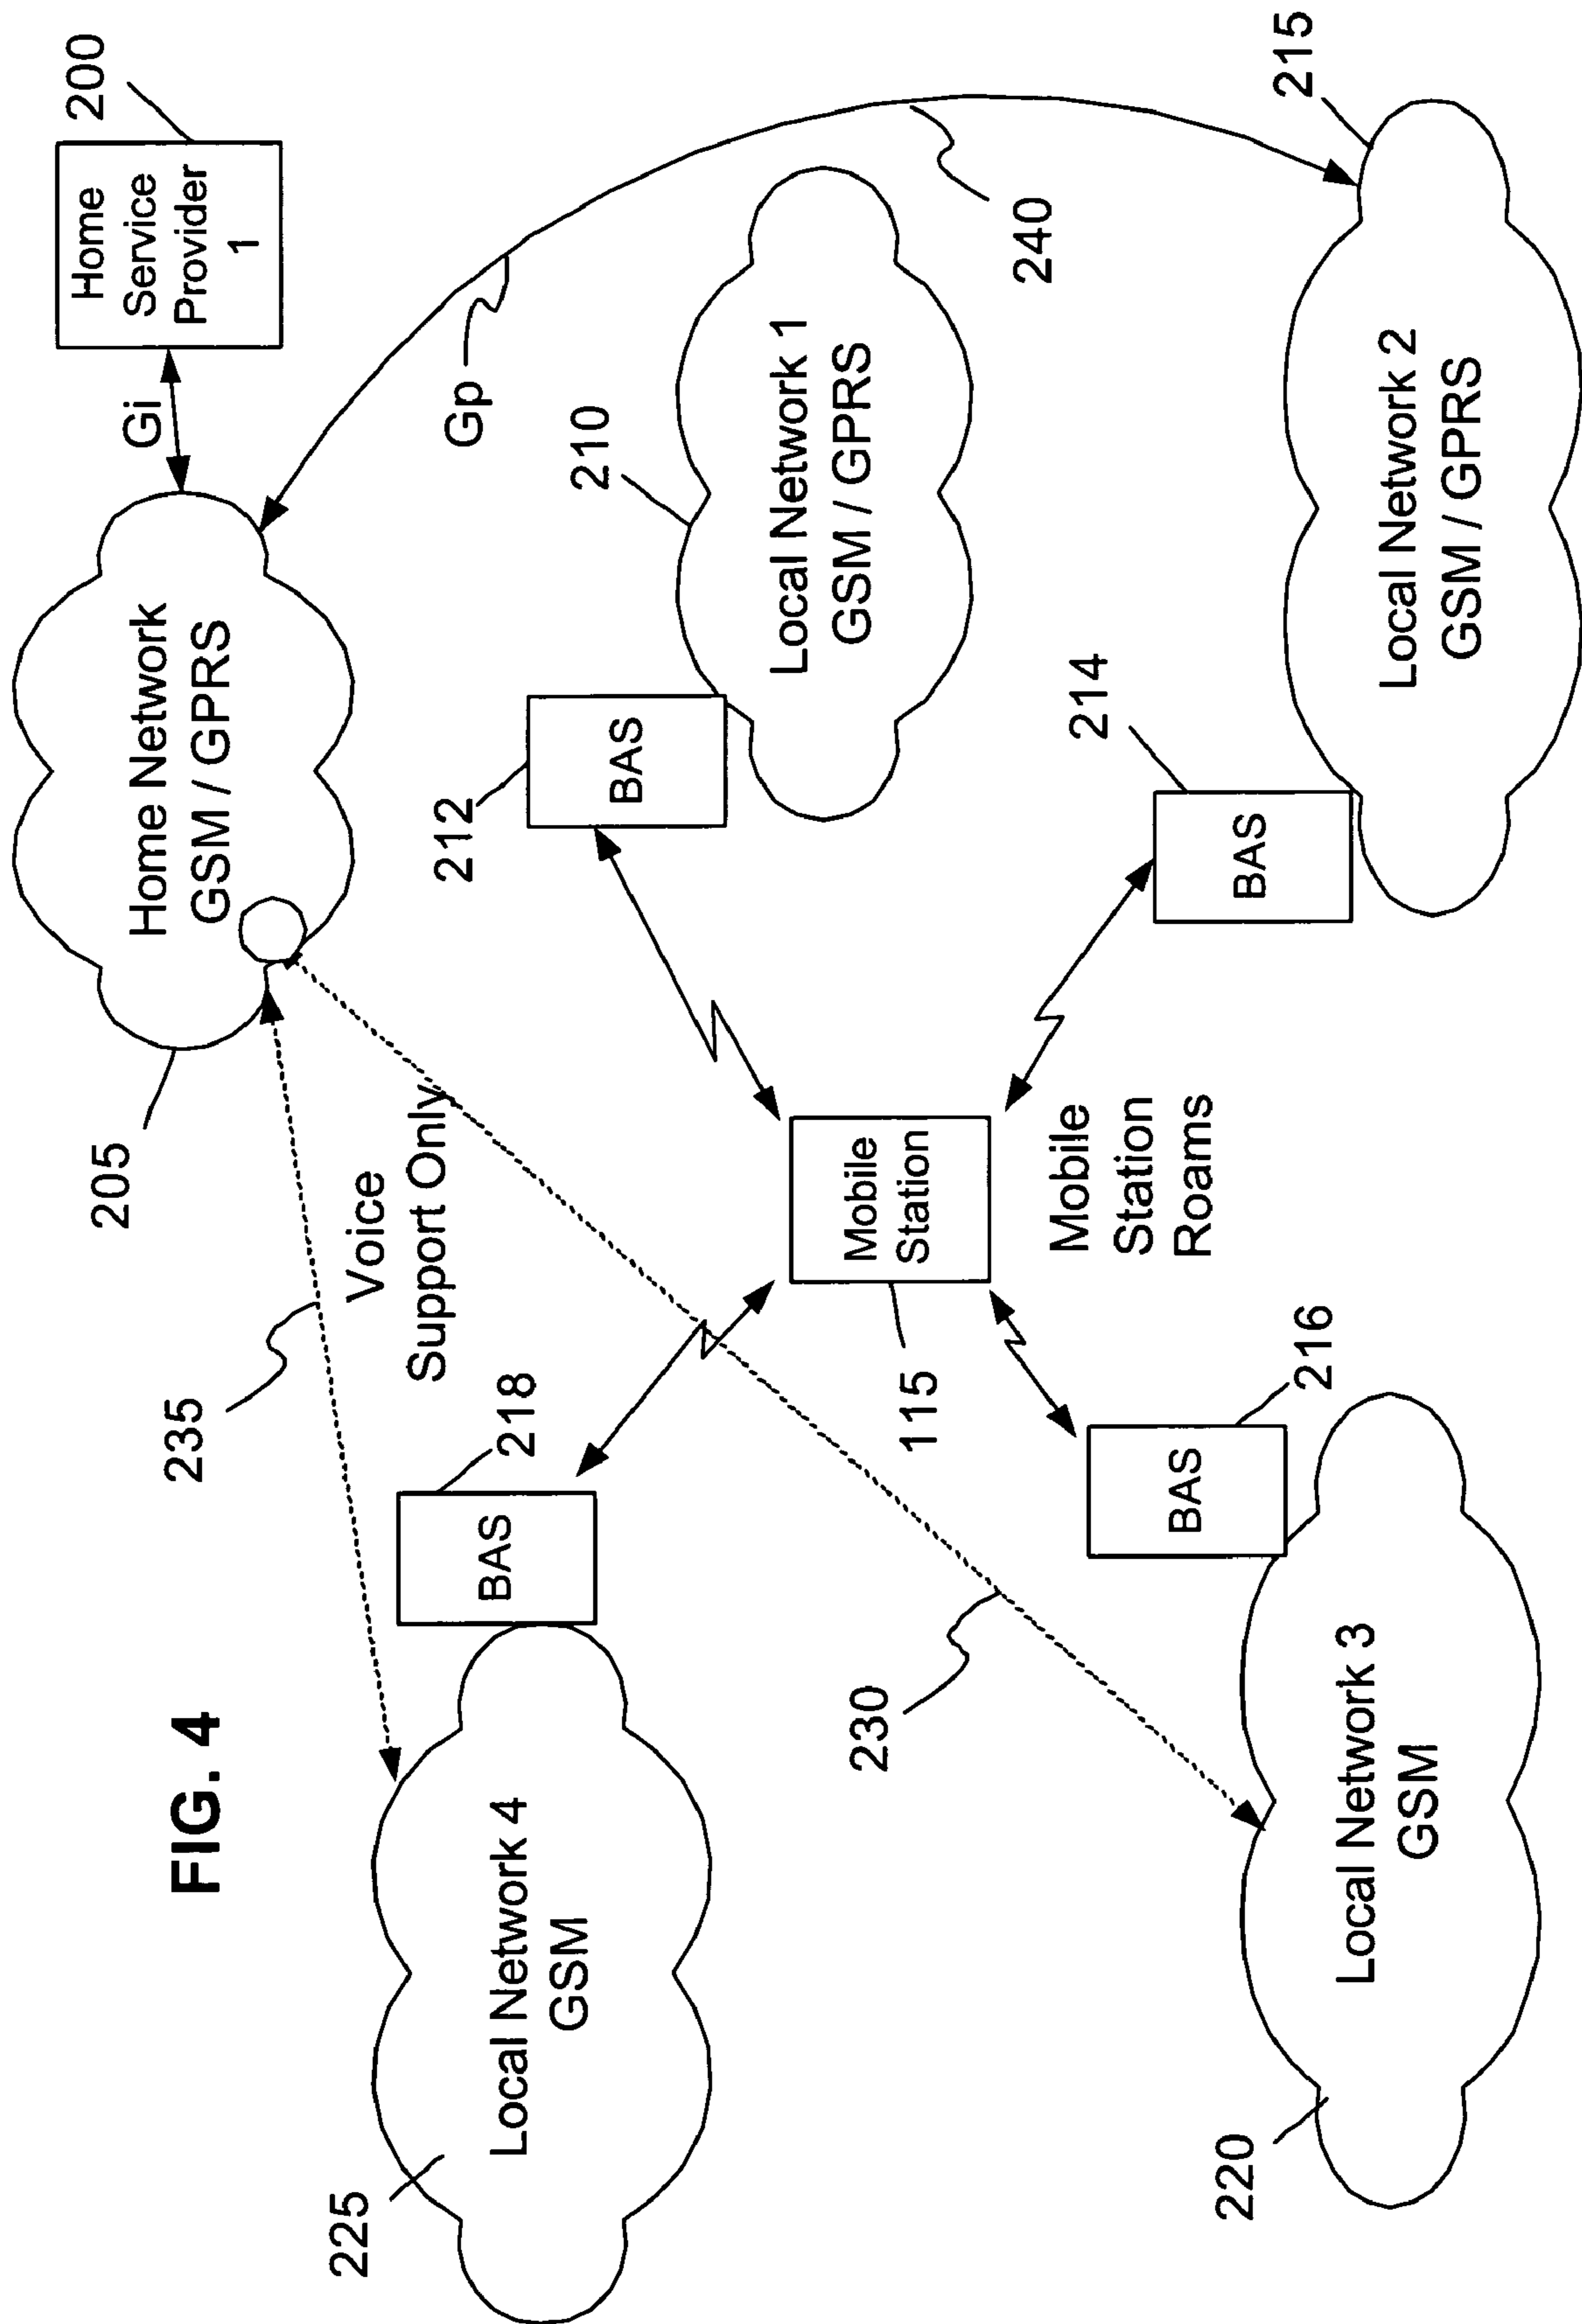 FIG. 4
235
Voice
Support Only
205
Home Network
GSM / GPRS
Gi
Home
Service
Provider
1
200
Gp
225
Local Network 4
GSM
BAS
218
212
BAS
210
Local Network 1
GSM / GPRS
240
Mobile
Station
115
Mobile
Station
Roams
230
220
Local Network 3
GSM
BAS
216
214
BAS
Local Network 2
GSM / GPRS
215